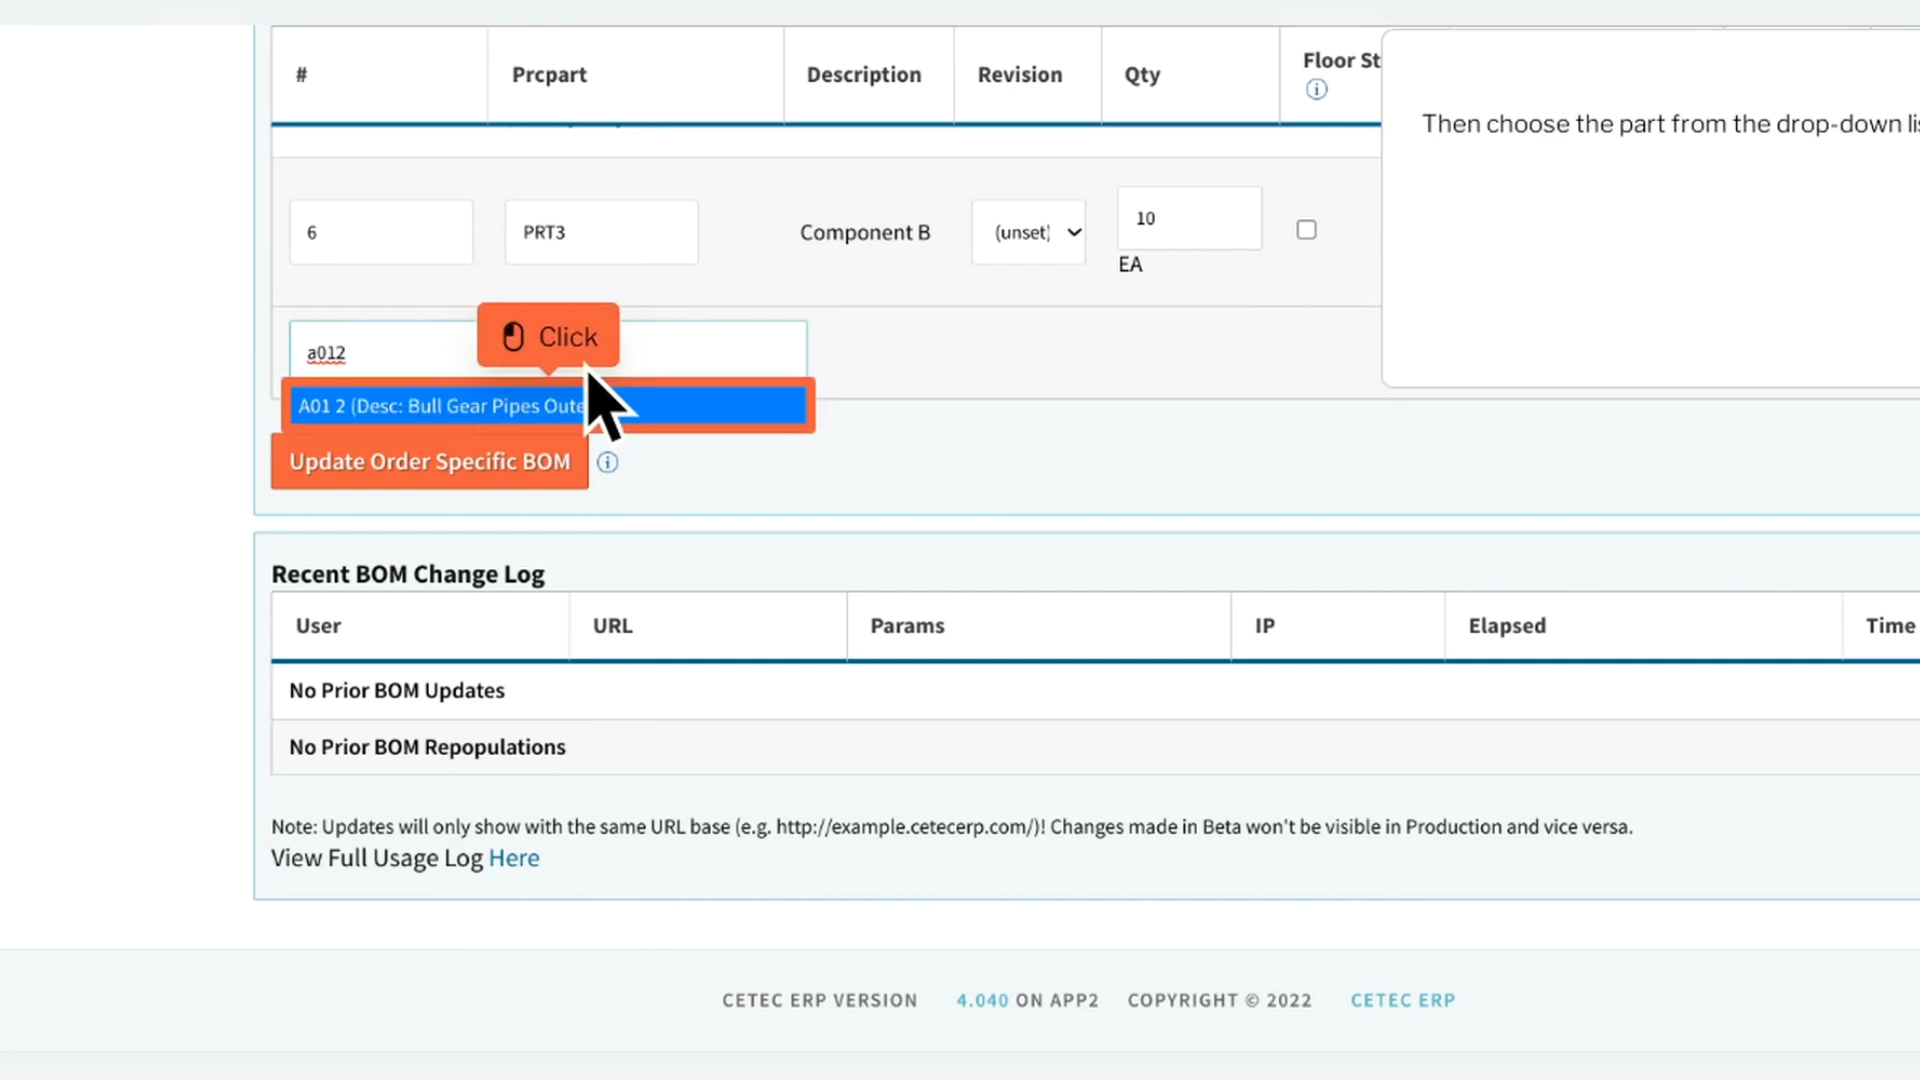 # Prcpart Description Revision Qty Floor St
Then choose the part from the drop-down lis
6 PRT3 Component B (unset) 10
EA
a012
Click
A01 2 (Desc: Bull Gear Pipes Oute
Update Order Specific BOM
Recent BOM Change Log
User URL Params IP Elapsed Time
No Prior BOM Updates
No Prior BOM Repopulations
Note: Updates will only show with the same URL base (e.g. http://example.cetecerp.com/)! Changes made in Beta won't be visible in Production and vice versa.
View Full Usage Log Here
CETEC ERP VERSION 4.040 ON APP2 COPYRIGHT © 2022 CETEC ERP